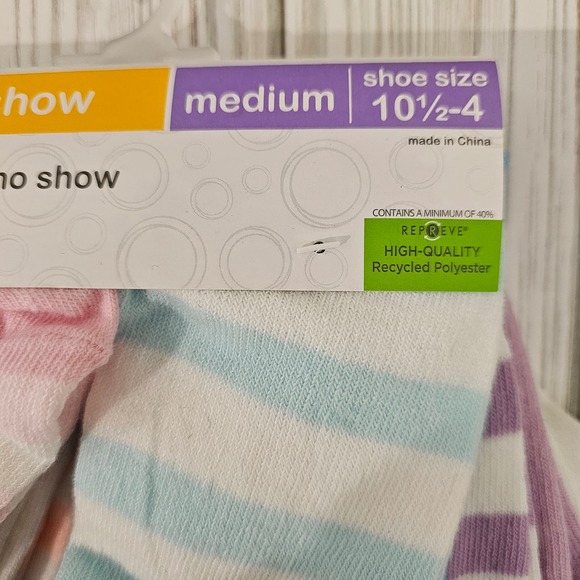 show
medium
shoe size
10½-4
made in China
no show
CONTAINS A MINIMUM OF 40%
REPREVE®
HIGH-QUALITY
Recycled Polyester